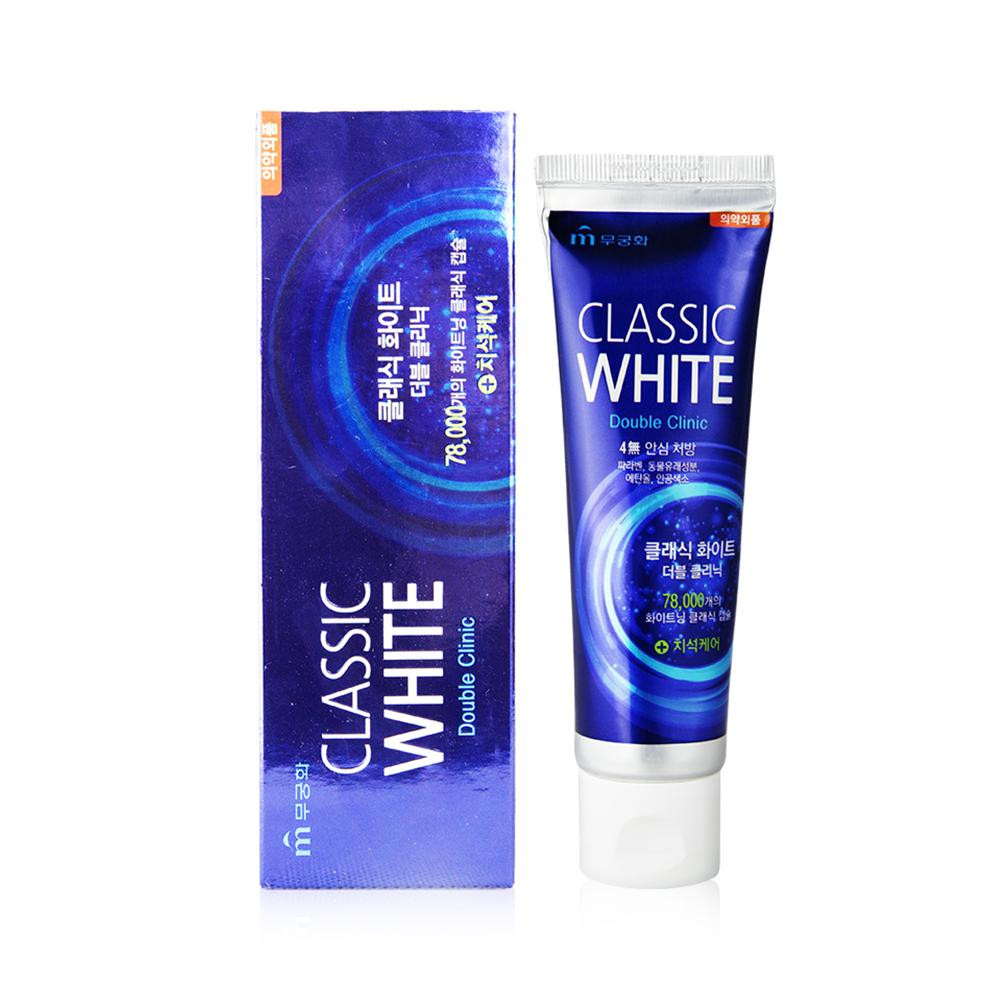 의약외품
클래식 화이트
더블 클리닉
78,000개의 화이트닝 클래식 캡슐
+ 치석케어
CLASSIC
WHITE
Double Clinic
m 무궁화
의약외품
m 무궁화
CLASSIC
WHITE
Double Clinic
4無 안심 처방
파라벤, 동물유래성분,
에탄올, 인공색소
클래식 화이트
더블 클리닉
78,000개의
화이트닝 클래식 캡슐
+ 치석케어